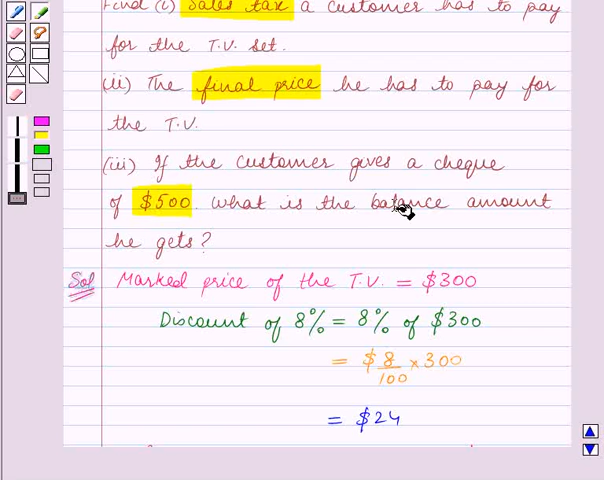 Find (i) Sales tax a customer has to pay
for the T.V. set.
(ii) The final price he has to pay for
the T.V.
(iii) If the customer gives a cheque
of $500. What is the balance amount
he gets?
Sol Marked price of the T.V. = $300
Discount of 8% = 8% of $300
= $ 8/100 × 300
= $24